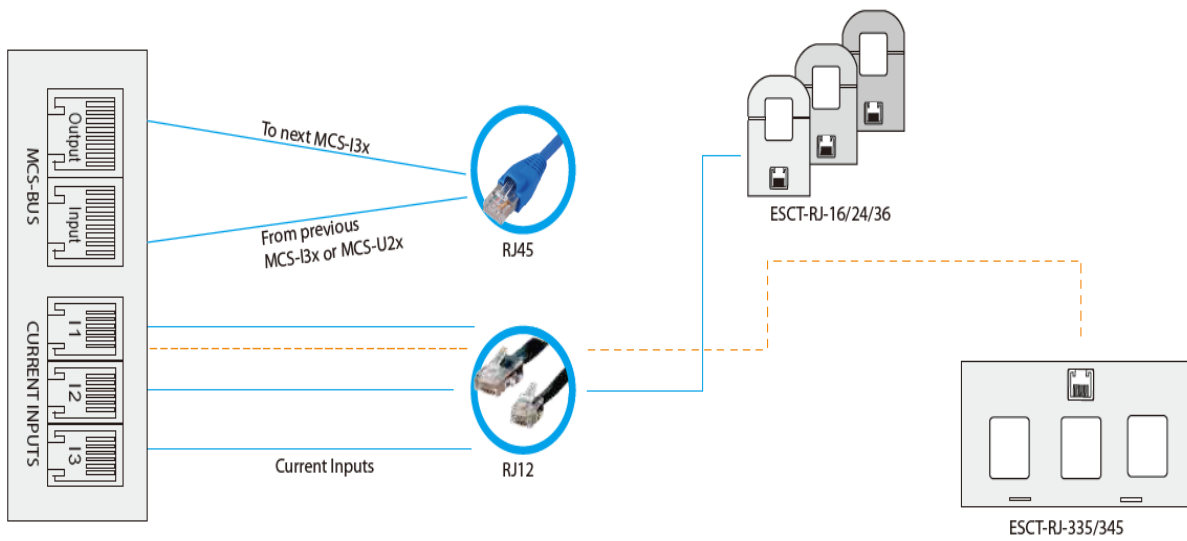 MCS-BUS
Output
Input
To next MCS-I3x
From previous
MCS-I3x or MCS-U2x
RJ45
ESCT-RJ-16/24/36
CURRENT INPUTS
I1
I2
I3
Current Inputs
RJ12
ESCT-RJ-335/345